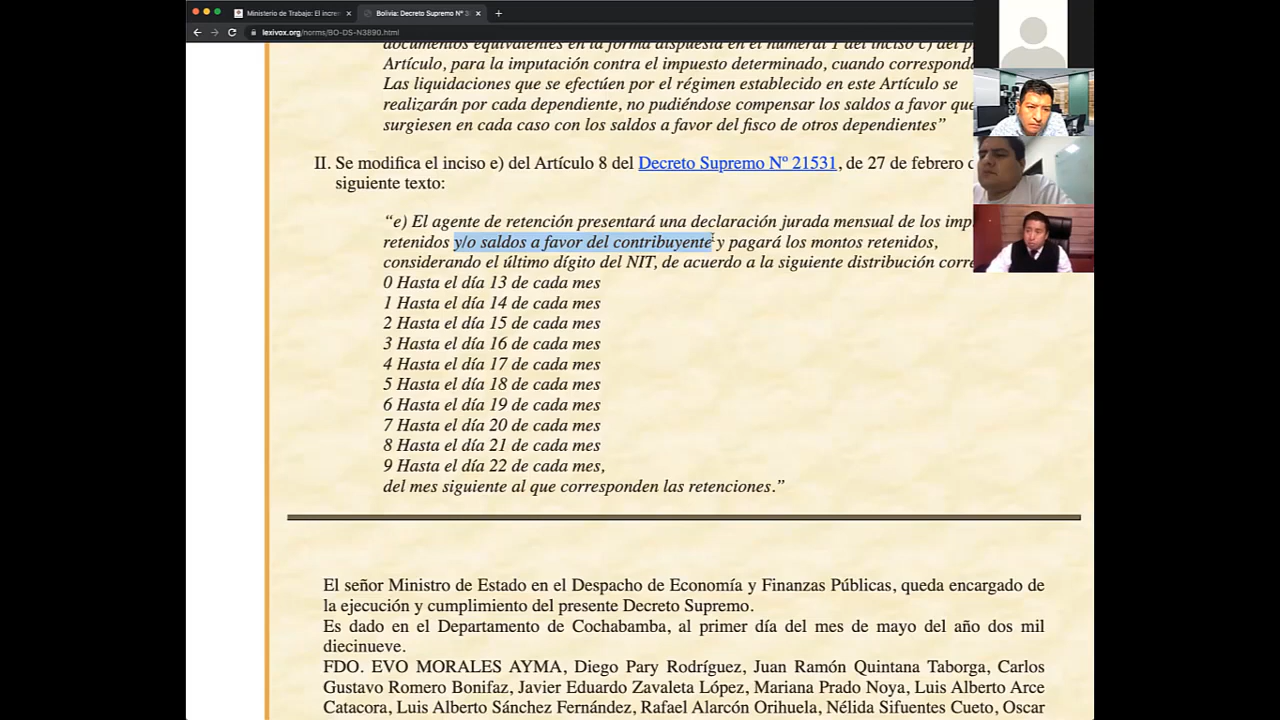 Ministerio de Trabajo: El incre
Bolivia: Decreto Supremo Nº 3
lexivox.org/norms/BO-DS-N3890.html
documentos equivalentes en la forma dispuesta en el numeral 1 del inciso c) del p
Artículo, para la imputación contra el impuesto determinado, cuando correspond
Las liquidaciones que se efectúen por el régimen establecido en este Artículo se
realizarán por cada dependiente, no pudiéndose compensar los saldos a favor que
surgiesen en cada caso con los saldos a favor del fisco de otros dependientes”
II. Se modifica el inciso e) del Artículo 8 del Decreto Supremo Nº 21531, de 27 de febrero
siguiente texto:
“e) El agente de retención presentará una declaración jurada mensual de los imp
retenidos y/o saldos a favor del contribuyente y pagará los montos retenidos,
considerando el último dígito del NIT, de acuerdo a la siguiente distribución corre
0 Hasta el día 13 de cada mes
1 Hasta el día 14 de cada mes
2 Hasta el día 15 de cada mes
3 Hasta el día 16 de cada mes
4 Hasta el día 17 de cada mes
5 Hasta el día 18 de cada mes
6 Hasta el día 19 de cada mes
7 Hasta el día 20 de cada mes
8 Hasta el día 21 de cada mes
9 Hasta el día 22 de cada mes,
del mes siguiente al que corresponden las retenciones.”
El señor Ministro de Estado en el Despacho de Economía y Finanzas Públicas, queda encargado de
la ejecución y cumplimiento del presente Decreto Supremo.
Es dado en el Departamento de Cochabamba, al primer día del mes de mayo del año dos mil
diecinueve.
FDO. EVO MORALES AYMA, Diego Pary Rodríguez, Juan Ramón Quintana Taborga, Carlos
Gustavo Romero Bonifaz, Javier Eduardo Zavaleta López, Mariana Prado Noya, Luis Alberto Arce
Catacora, Luis Alberto Sánchez Fernández, Rafael Alarcón Orihuela, Nélida Sifuentes Cueto, Oscar